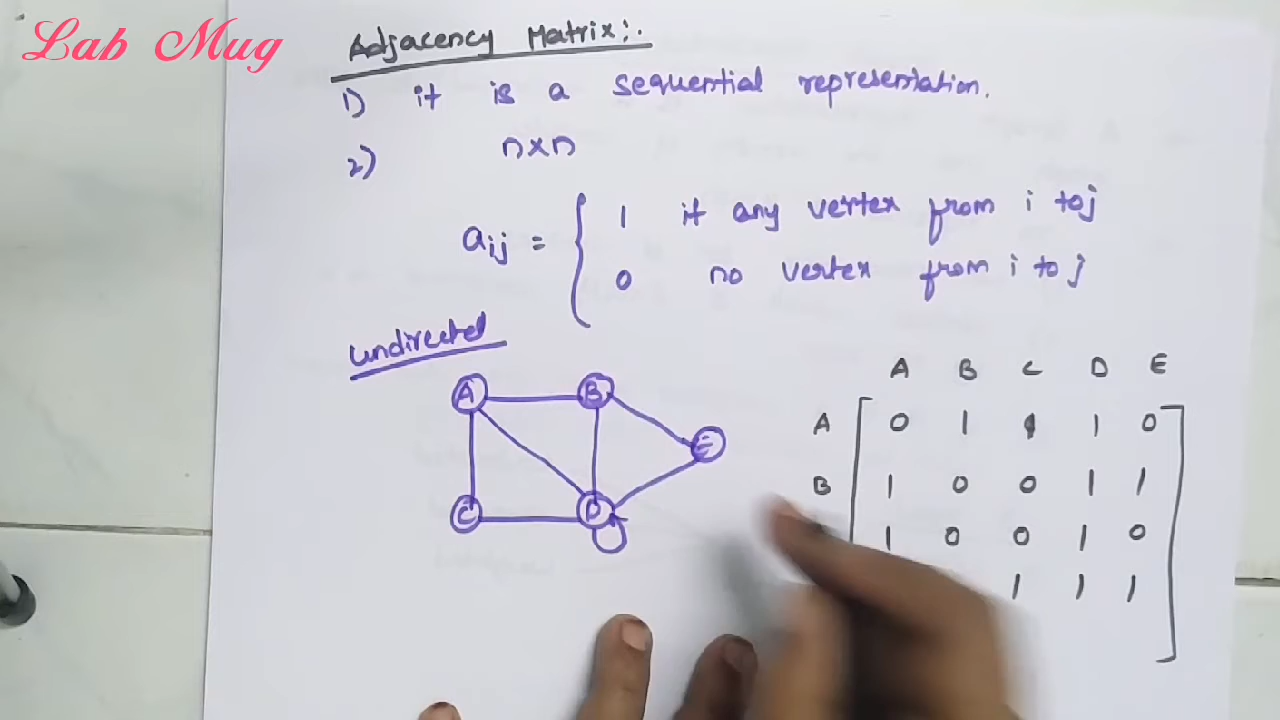 Lab Mug
Adjacency Matrix:.
1) it is a sequential representation.
2) n×n
aij = { 1 if any vertex from i to j
0 no vertex from i to j
undirected
A B C D E
A 0 1 1 1 0
B 1 0 0 1 1
1 0 0 1 0
1 1 1
A B
E
C D